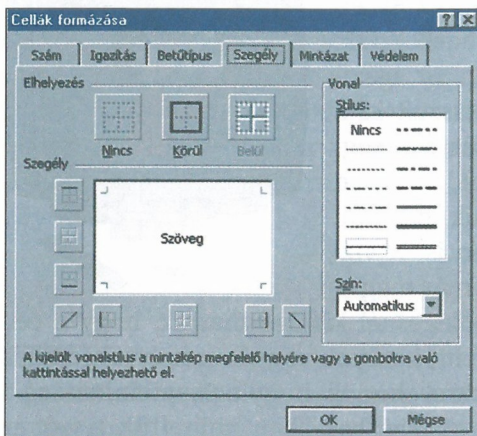 Cellák formázása
Szám Igazítás Betűtípus Szegély Mintázat Védelem
Elhelyezés
Nincs Körül Belül
Szegély
Szöveg
Vonal
Stílus:
Nincs
Szín:
Automatikus
A kijelölt vonalstílus a mintakép megfelelő helyére vagy a gombokra való
kattintással helyezhető el.
OK Mégse